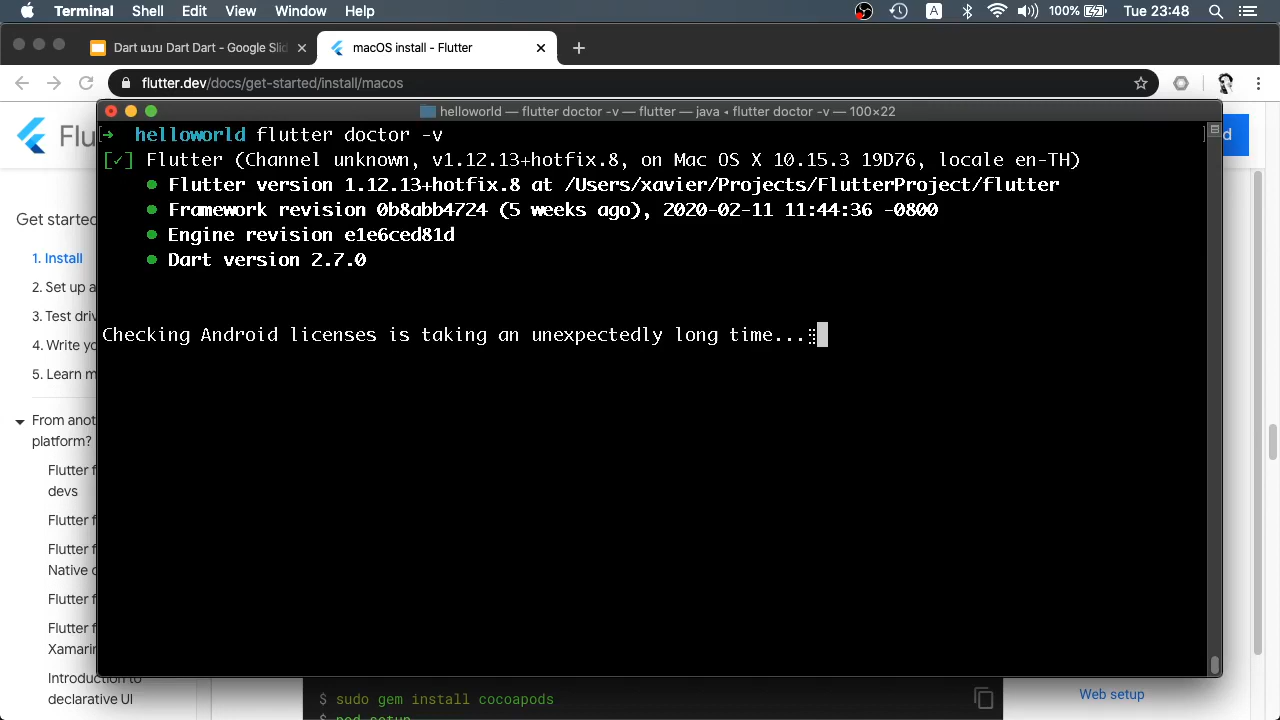 Terminal Shell Edit View Window Help A 100% Tue 23:48
Dart แบบ Dart Dart - Google Slid macOS install - Flutter
flutter.dev/docs/get-started/install/macos
helloworld — flutter doctor -v — flutter — java ◂ flutter doctor -v — 100×22
Flu
d
➜ helloworld flutter doctor -v
[✓] Flutter (Channel unknown, v1.12.13+hotfix.8, on Mac OS X 10.15.3 19D76, locale en-TH)
• Flutter version 1.12.13+hotfix.8 at /Users/xavier/Projects/FlutterProject/flutter
• Framework revision 0b8abb4724 (5 weeks ago), 2020-02-11 11:44:36 -0800
• Engine revision e1e6ced81d
• Dart version 2.7.0
Checking Android licenses is taking an unexpectedly long time...
Get started
1. Install
2. Set up a
3. Test driv
4. Write yo
5. Learn m
From anot
platform?
Flutter f
devs
Flutter f
Flutter f
Native d
Flutter f
Flutter f
Xamarin
Introduction to
declarative UI
$ sudo gem install cocoapods
$ pod setup
Web setup